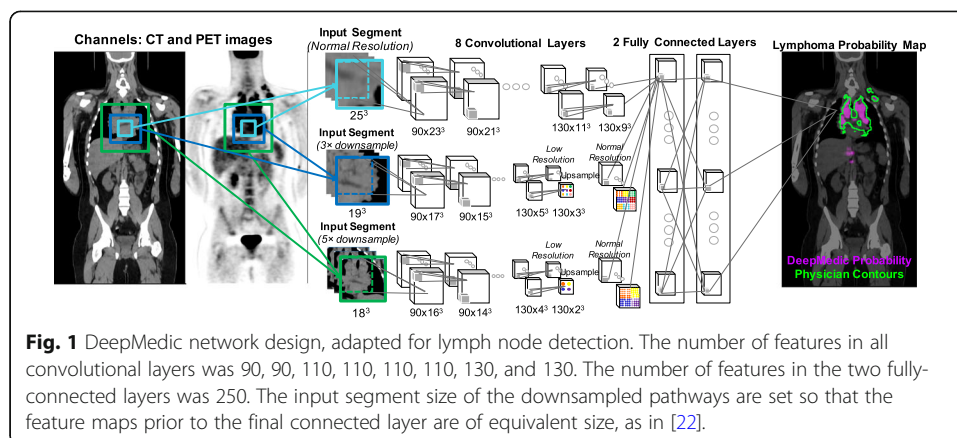 Channels: CT and PET images
Input Segment
(Normal Resolution)
8 Convolutional Layers
2 Fully Connected Layers
Lymphoma Probability Map
25³
90x23³
90x21³
130x11³
130x9³
Input Segment
(3× downsample)
Low
Resolution
Normal
Resolution
Upsample
19³
90x17³
90x15³
130x5³
130x3³
Input Segment
(5× downsample)
Low
Resolution
Normal
Resolution
Upsample
18³
90x16³
90x14³
130x4³
130x2³
DeepMedic Probability
Physician Contours
Fig. 1 DeepMedic network design, adapted for lymph node detection. The number of features in all
convolutional layers was 90, 90, 110, 110, 110, 110, 130, and 130. The number of features in the two fully-
connected layers was 250. The input segment size of the downsampled pathways are set so that the
feature maps prior to the final connected layer are of equivalent size, as in [22].